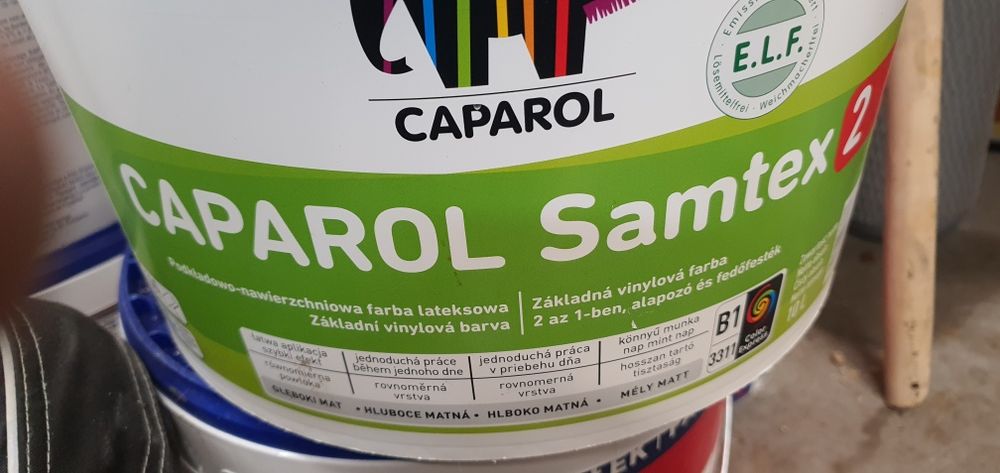 E.L.F.
Lösemittelfrei · Weichmacherfrei
CAPAROL
CAPAROL Samtex 2
Podkładowo-nawierzchniowa farba lateksowa
Základní vinylová barva
Základná vinylová farba
2 az 1-ben, alapozó és fedőfesték
łatwa aplikacja
szybki efekt
jednoduchá práce
během jednoho dne
jednoduchá práca
v priebehu dňa
könnyű munka
nap mint nap
równomierna
powłoka
rovnoměrná
vrstva
rovnomerná
vrstva
hosszan tartó
tisztaság
GŁĘBOKI MAT • HLUBOCE MATNÁ • HLBOKO MATNÁ • MÉLY MATT
B1
3311
Color
Express
10 L